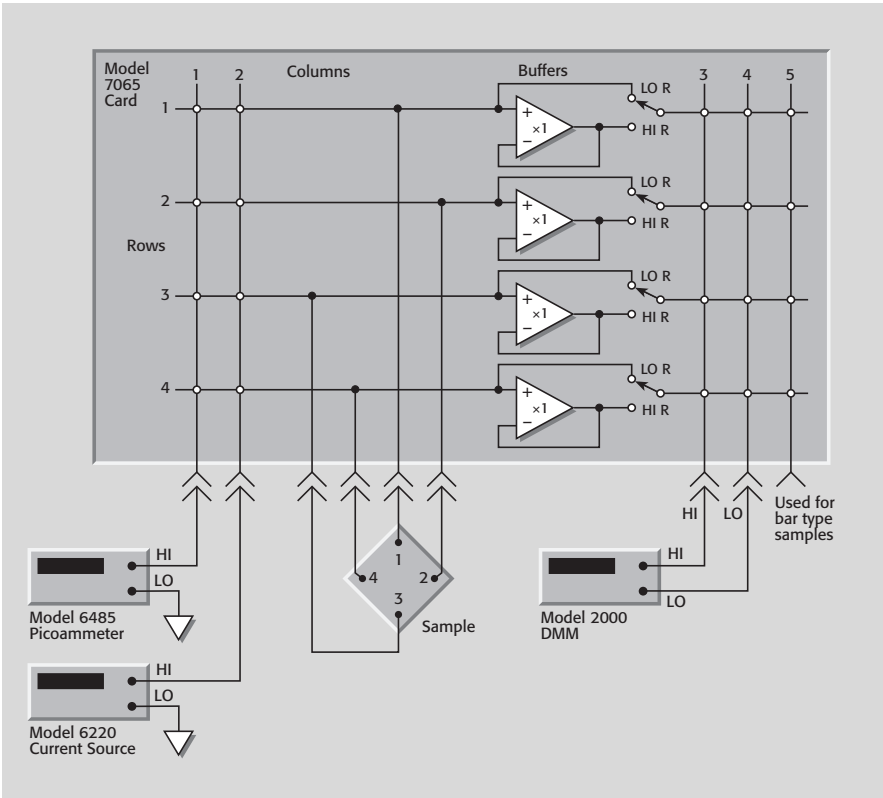 Model
7065
Card
1
2
Columns
Buffers
3
4
5
1
+
×1
−
LO R
HI R
2
+
×1
−
LO R
HI R
Rows
3
+
×1
−
LO R
HI R
4
+
×1
−
LO R
HI R
HI
LO
Used for
bar type
samples
HI
LO
Model 6485
Picoammeter
1
4
2
3
Sample
HI
LO
Model 2000
DMM
HI
LO
Model 6220
Current Source